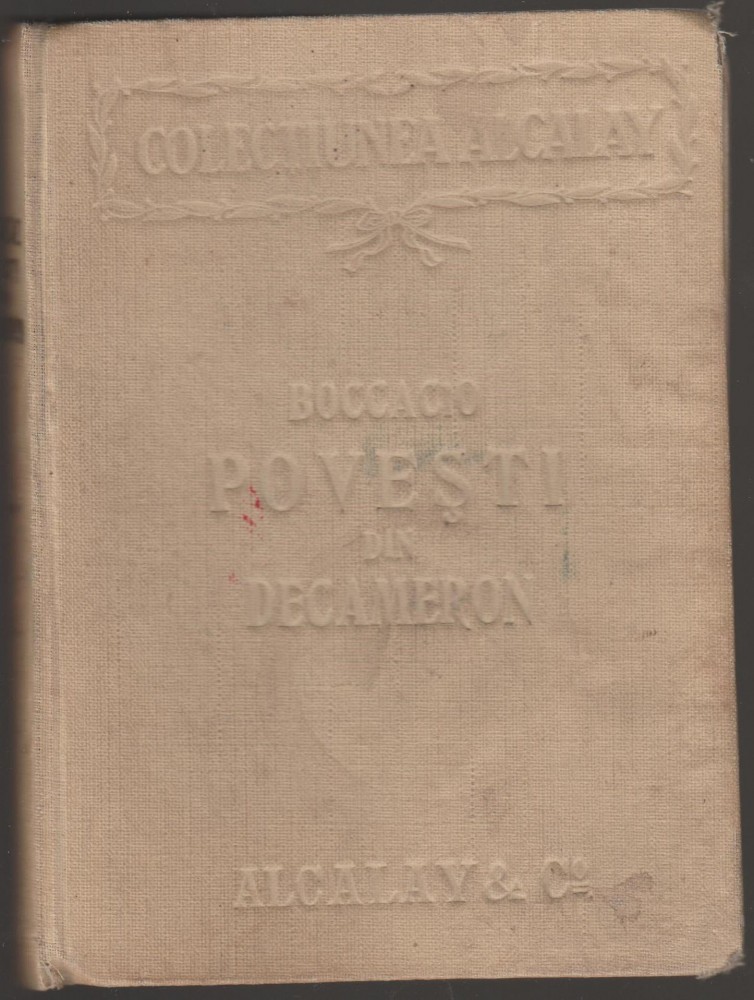 COLECȚIUNEA ALCALAY
BOCCACIO
POVEȘTI
DIN
DECAMERON
ALCALAY & Cº